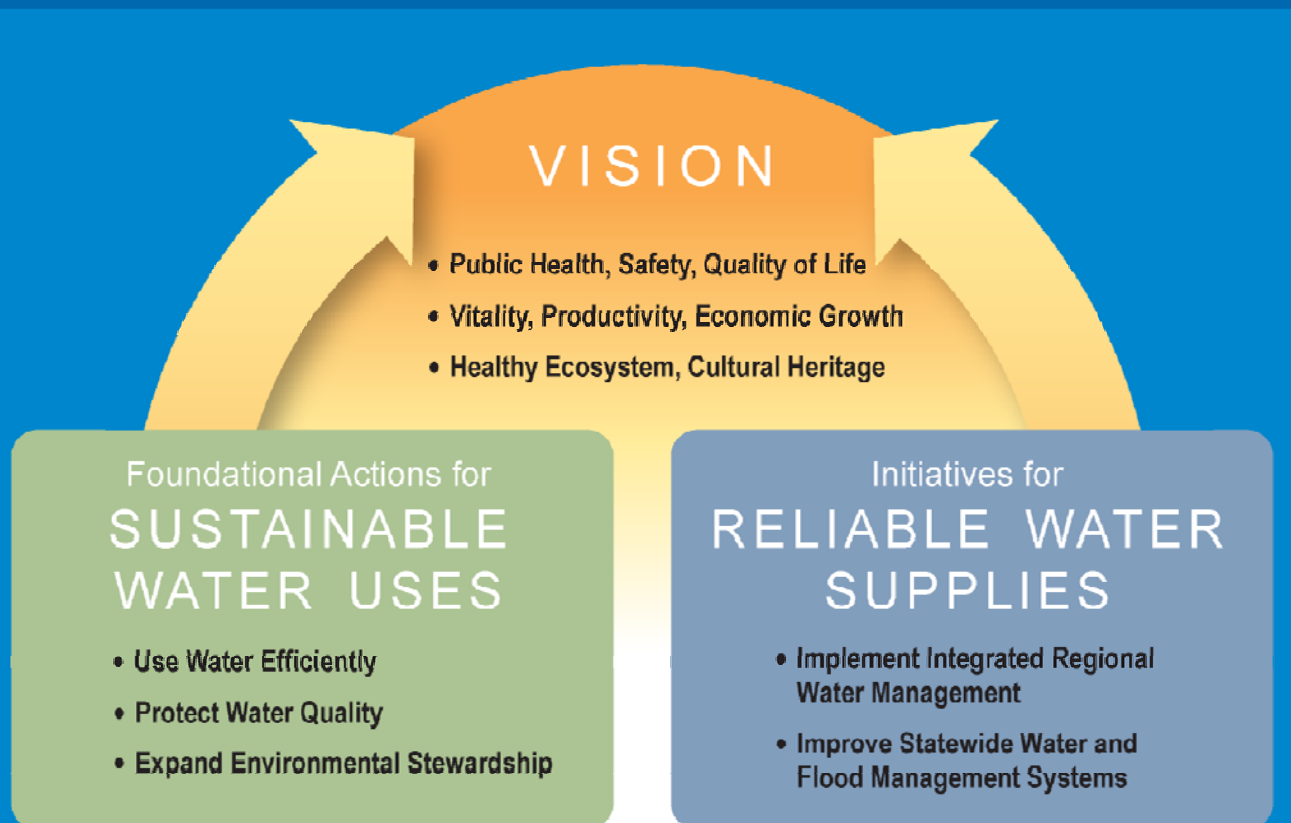 VISION
• Public Health, Safety, Quality of Life
• Vitality, Productivity, Economic Growth
• Healthy Ecosystem, Cultural Heritage
Foundational Actions for
SUSTAINABLE
WATER USES
• Use Water Efficiently
• Protect Water Quality
• Expand Environmental Stewardship
Initiatives for
RELIABLE WATER
SUPPLIES
• Implement Integrated Regional
Water Management
• Improve Statewide Water and
Flood Management Systems